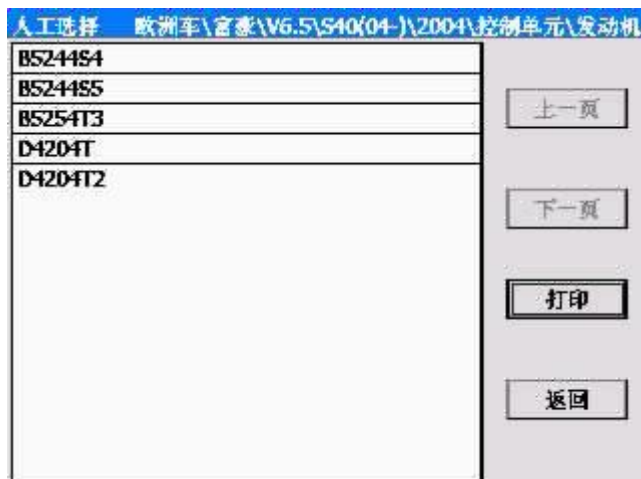 人工选择 欧洲车\富豪\V6.5\S40(04-)\2004\控制单元\发动机
B5244S4
B5244S5
B5254T3
D4204T
D4204T2
上一页
下一页
打印
返回